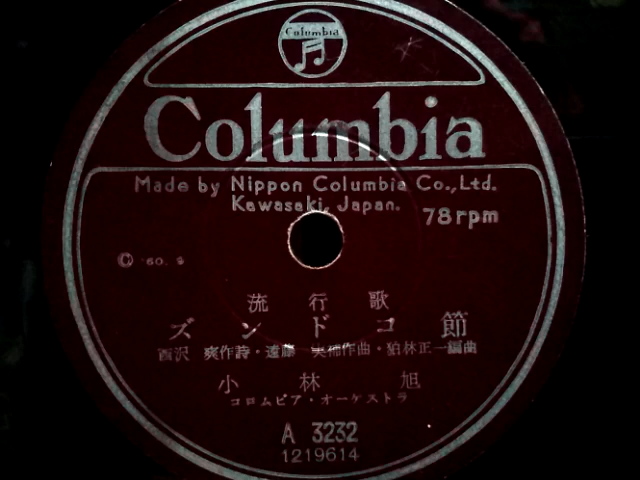 Columbia
Columbia
Made by Nippon Columbia Co., Ltd.
Kawasaki, Japan.
78rpm
© '60. 9
流行歌
ズンドコ節
西沢 爽作詩・遠藤 実補作曲・狛林正一編曲
小林旭
コロムビア・オーケストラ
A 3232
1219614